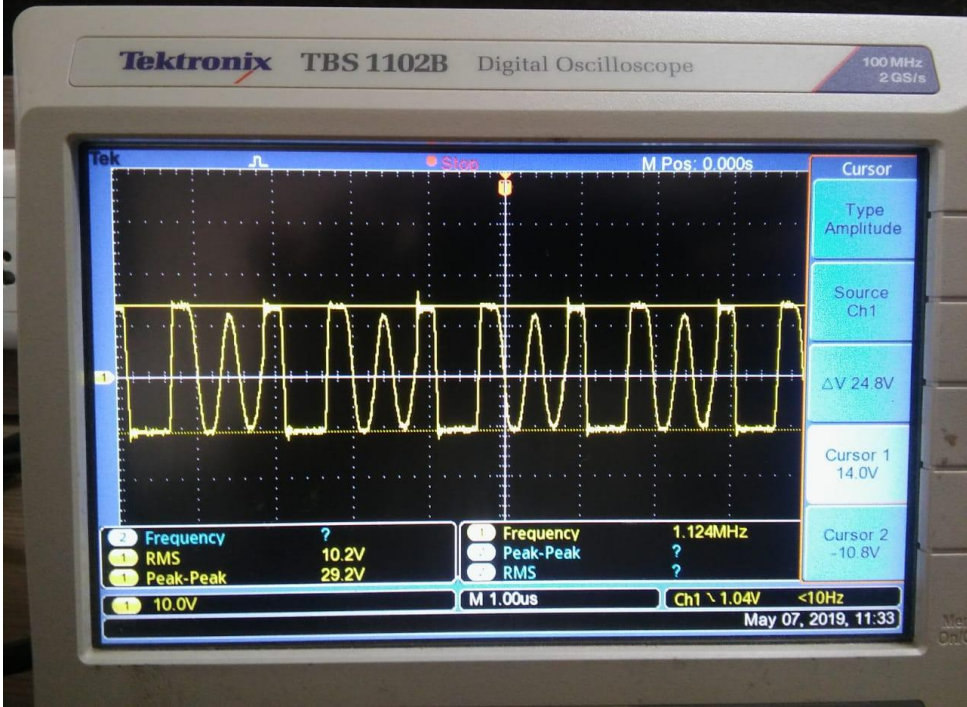 Tektronix TBS 1102B Digital Oscilloscope
100 MHz
2 GS/s
Tek Stop M Pos: 0.000s
Cursor
Type
Amplitude
Source
Ch1
△V 24.8V
Cursor 1
14.0V
Cursor 2
-10.8V
1
2 Frequency ?
1 RMS 10.2V
1 Peak-Peak 29.2V
1 Frequency 1.124MHz
Peak-Peak ?
RMS ?
1 10.0V
M 1.00us
Ch1 1.04V <10Hz
May 07, 2019, 11:33